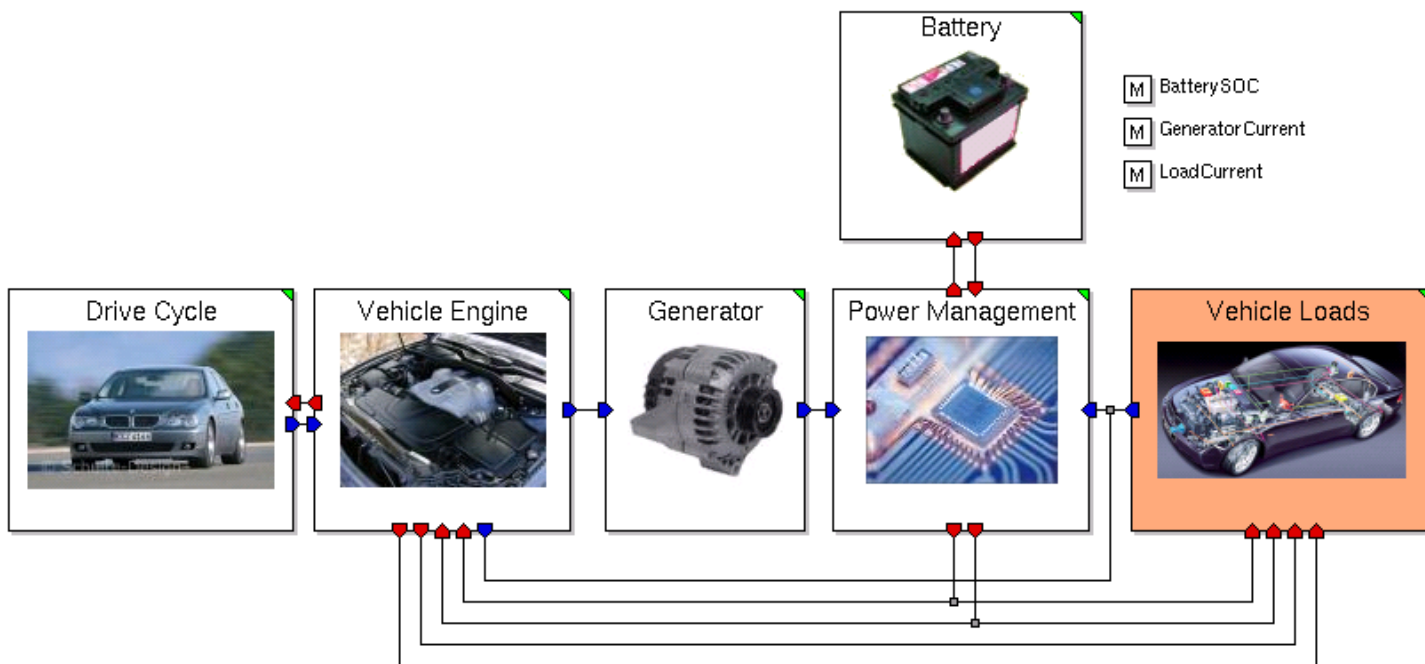 Battery
M BatterySOC
M GeneratorCurrent
M LoadCurrent
Drive Cycle
Vehicle Engine
Generator
Power Management
Vehicle Loads